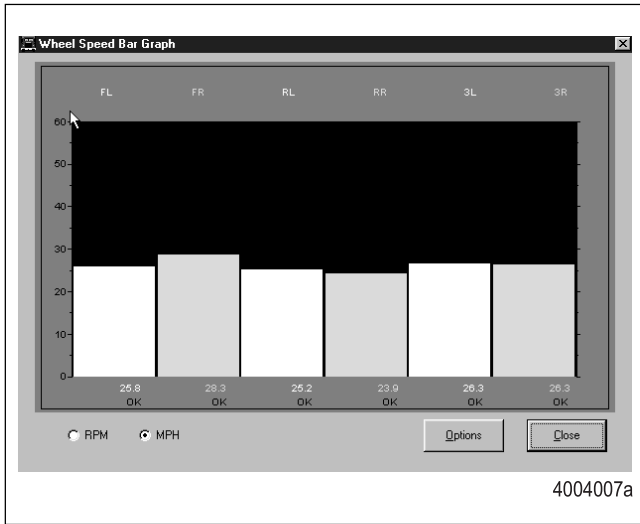 Wheel Speed Bar Graph
FL FR RL RR 3L 3R
60
50
40
30
20
10
0
25.8 28.3 25.2 23.9 26.3 26.3
OK OK OK OK OK OK
RPM MPH Options Close
4004007a